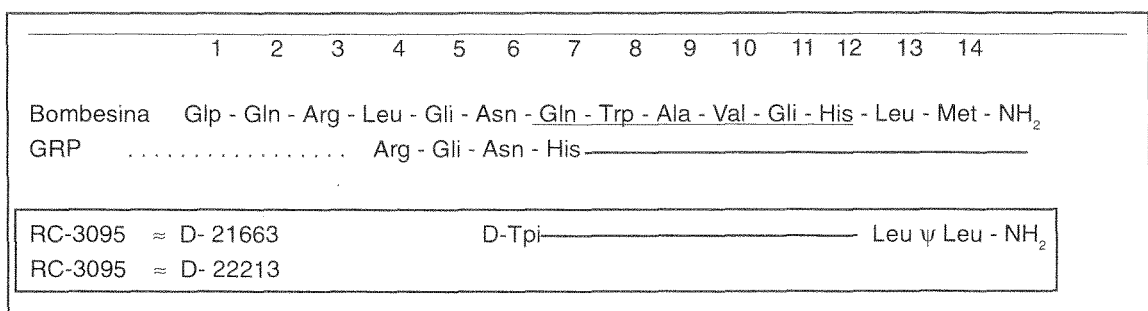 1 2 3 4 5 6 7 8 9 10 11 12 13 14
Bombesina Glp - Gln - Arg - Leu - Gli - Asn - Gln - Trp - Ala - Val - Gli - His - Leu - Met - NH₂
GRP . . . . . . . . . . . . . . . . . Arg - Gli - Asn - His
RC-3095 ≈ D- 21663 D-Tpi Leu ψ Leu - NH₂
RC-3095 ≈ D- 22213